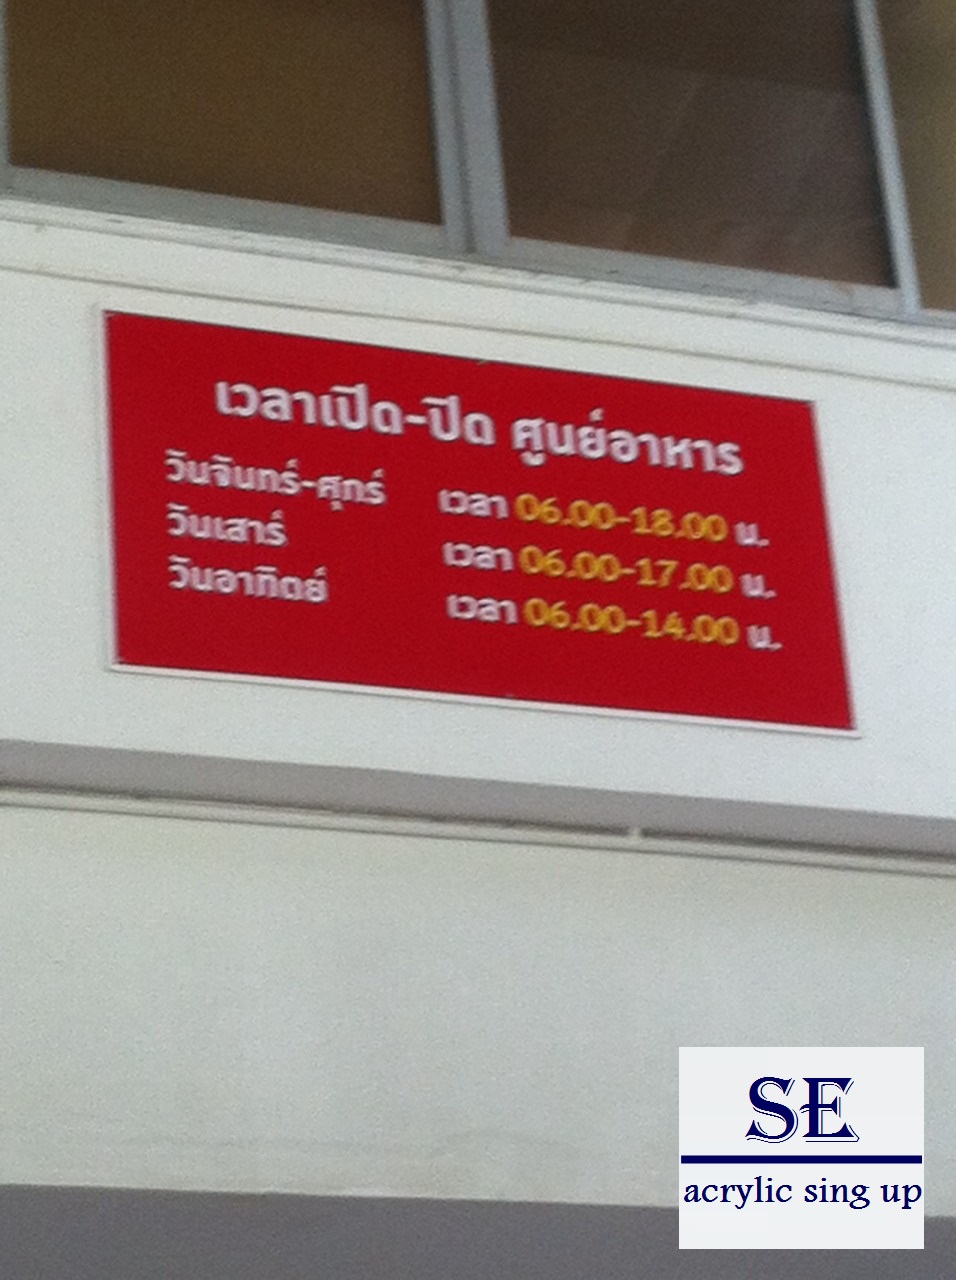 เวลาเปิด-ปิด ศูนย์อาหาร
วันจันทร์-ศุกร์ เวลา 06.00-18.00 น.
วันเสาร์ เวลา 06.00-17.00 น.
วันอาทิตย์ เวลา 06.00-14.00 น.
SE
acrylic sing up